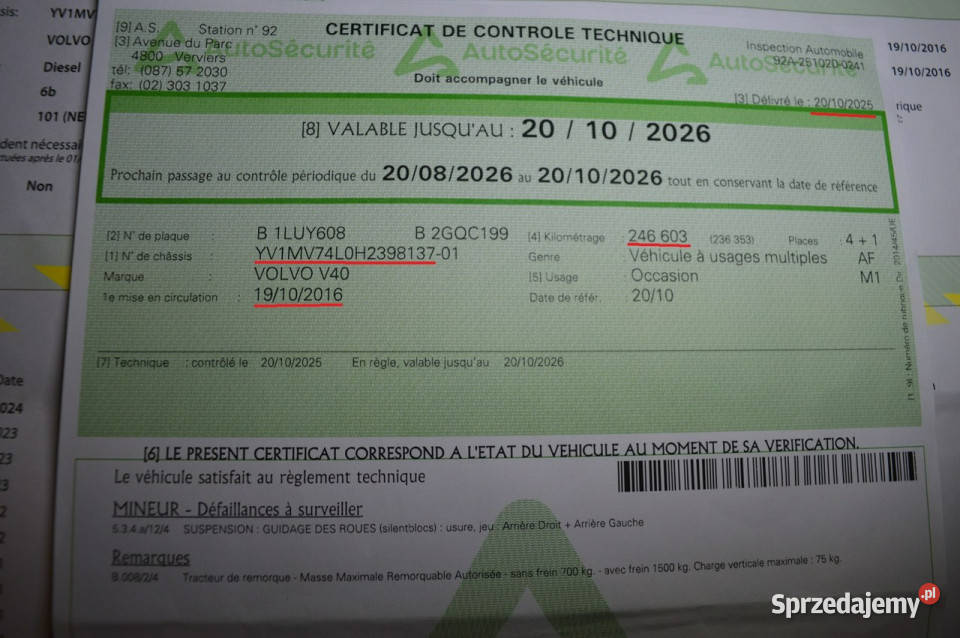 sis: YV1MV
VOLVO
Diesel
6b
101 (NE
dent nécessai
tuées après le 01/
Non
Date
024
023
23
19/10/2016
19/10/2016
rique
[9] A.S. Station n° 92
[3] Avenue du Parc
4800 Verviers
tél: (087) 57 2030
fax: (02) 303 1037
AutoSécurité AutoSécurité AutoSécurité
CERTIFICAT DE CONTROLE TECHNIQUE
Doit accompagner le véhicule
Inspection Automobile
92A-25102D-0241
[3] Délivré le : 20/10/2025
[8] VALABLE JUSQU'AU : 20 / 10 / 2026
Prochain passage au contrôle périodique du 20/08/2026 au 20/10/2026 tout en conservant la date de référence
[2] N° de plaque : B 1LUY608 B 2GQC199
[1] N° de châssis : YV1MV74L0H2398137-01
Marque : VOLVO V40
1e mise en circulation : 19/10/2016
[4] Kilométrage : 246 603 (236 353) Places : 4 + 1
Genre : Véhicule à usages multiples AF
[5] Usage : Occasion M1
Date de référ. : 20/10
[7] Technique : contrôlé le 20/10/2025 En règle, valable jusqu'au 20/10/2026
[6] LE PRESENT CERTIFICAT CORRESPOND A L'ETAT DU VEHICULE AU MOMENT DE SA VERIFICATION.
Le véhicule satisfait au règlement technique
MINEUR - Défaillances à surveiller
5.3.4.a/12/4 SUSPENSION : GUIDAGE DES ROUES (silentblocs) : usure, jeu : Arrière Droit + Arrière Gauche
Remarques
B.008/2/4 Tracteur de remorque - Masse Maximale Remorquable Autorisée - sans frein 700 kg. - avec frein 1500 kg. Charge verticale maximale : 75 kg.
Sprzedajemy.pl